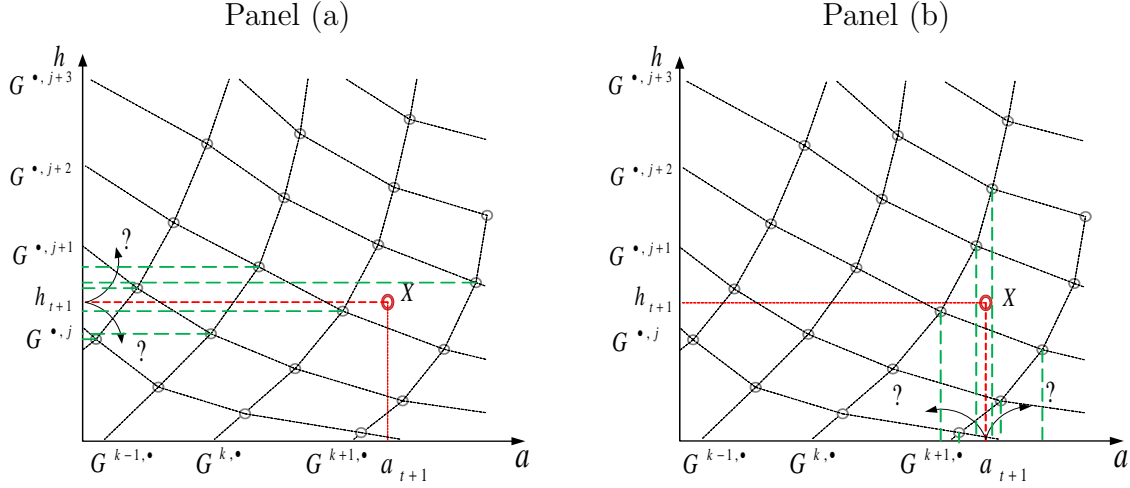 Panel (a)
h
G •, j+3
G •, j+2
G •, j+1
?
h t+1
X
G •, j
?
G k−1,•
G k,•
G k+1,•
a t+1
a
Panel (b)
h
G •, j+3
G •, j+2
G •, j+1
h t+1
X
G •, j
?
?
G k−1,•
G k,•
G k+1,•
a t+1
a